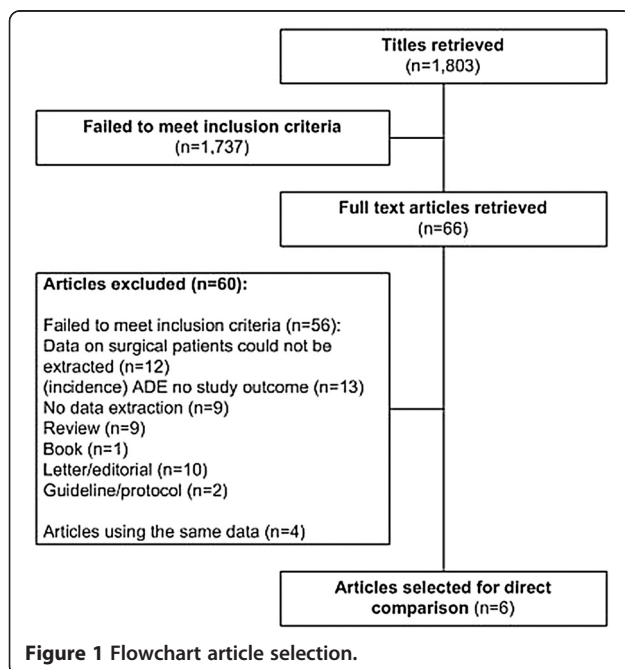 Titles retrieved
(n=1,803)
Failed to meet inclusion criteria
(n=1,737)
Full text articles retrieved
(n=66)
Articles excluded (n=60):
Failed to meet inclusion criteria (n=56):
Data on surgical patients could not be
extracted (n=12)
(incidence) ADE no study outcome (n=13)
No data extraction (n=9)
Review (n=9)
Book (n=1)
Letter/editorial (n=10)
Guideline/protocol (n=2)
Articles using the same data (n=4)
Articles selected for direct
comparison (n=6)
Figure 1 Flowchart article selection.